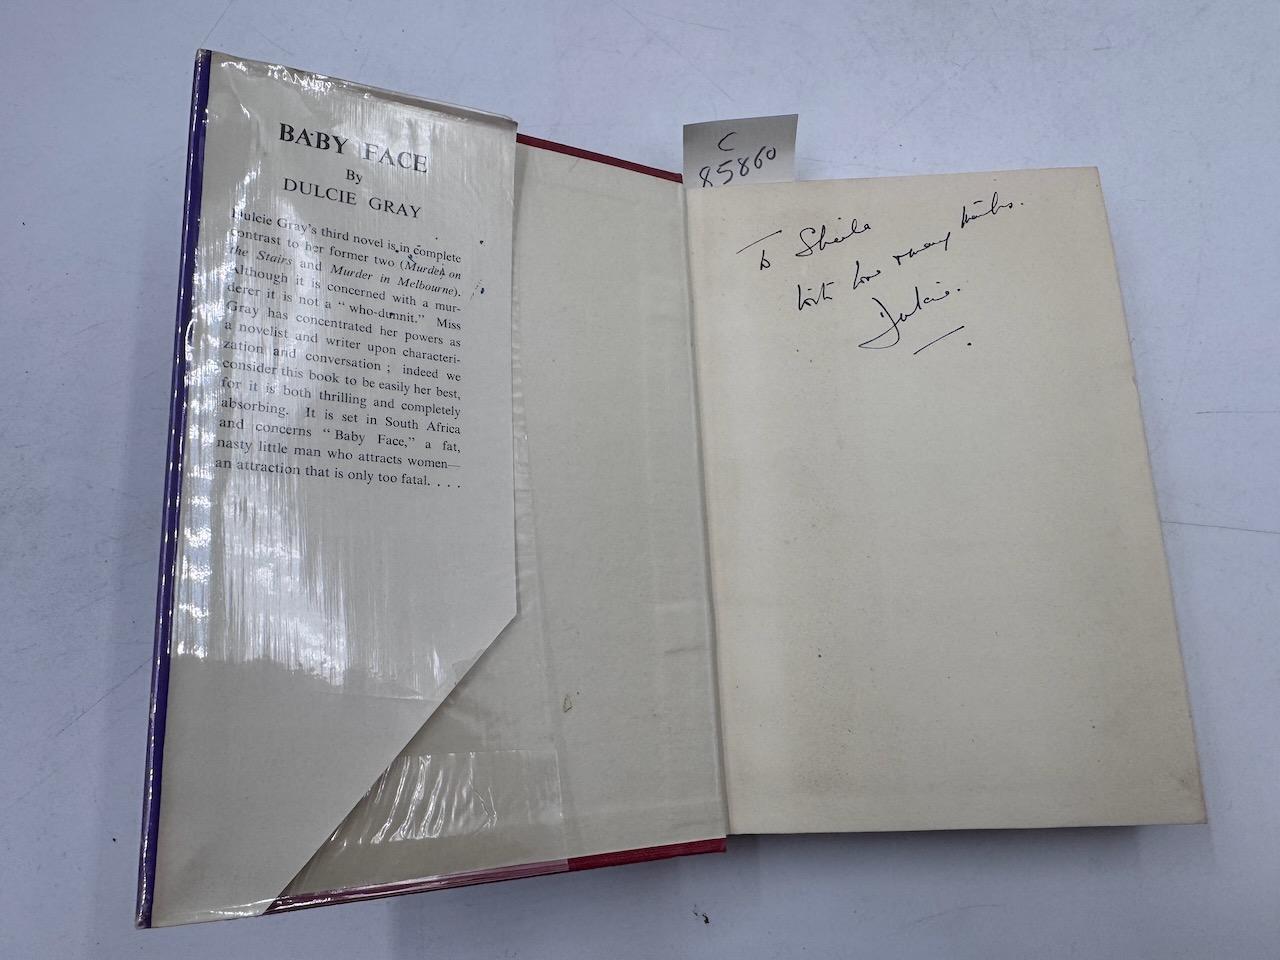 BABY FACE
By
DULCIE GRAY
Dulcie Gray's third novel is in complete
contrast to her former two (Murder on
the Stairs and Murder in Melbourne).
Although it is concerned with a mur-
derer it is not a "who-dunnit." Miss
Gray has concentrated her powers as
a novelist and writer upon characteri-
zation and conversation; indeed we
consider this book to be easily her best,
for it is both thrilling and completely
absorbing. It is set in South Africa
and concerns "Baby Face," a fat,
nasty little man who attracts women—
an attraction that is only too fatal. . . .
C
85860
To Sheila
with love & many thanks.
Dulcie.